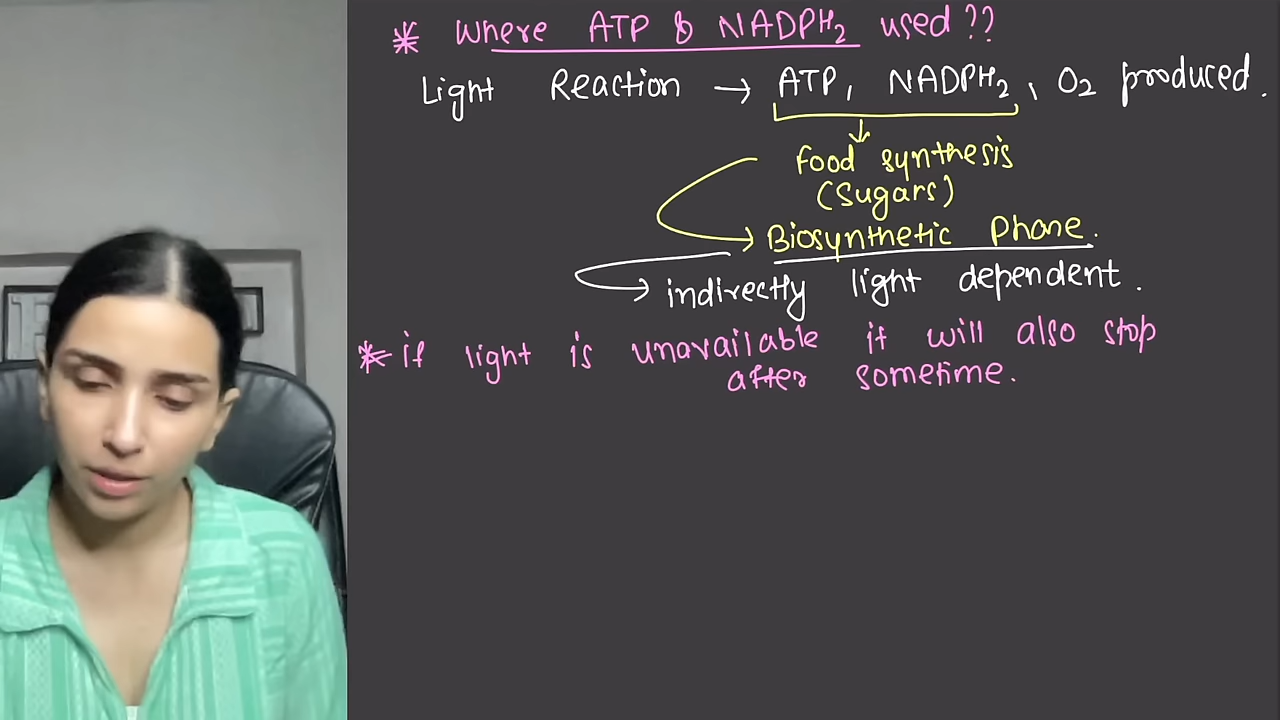 * Where ATP & NADPH₂ used??
Light Reaction → ATP, NADPH₂, O₂ produced.
↓
food synthesis
(Sugars)
→ Biosynthetic Phase.
→ indirectly light dependent.
* if light is unavailable it will also stop
after sometime.